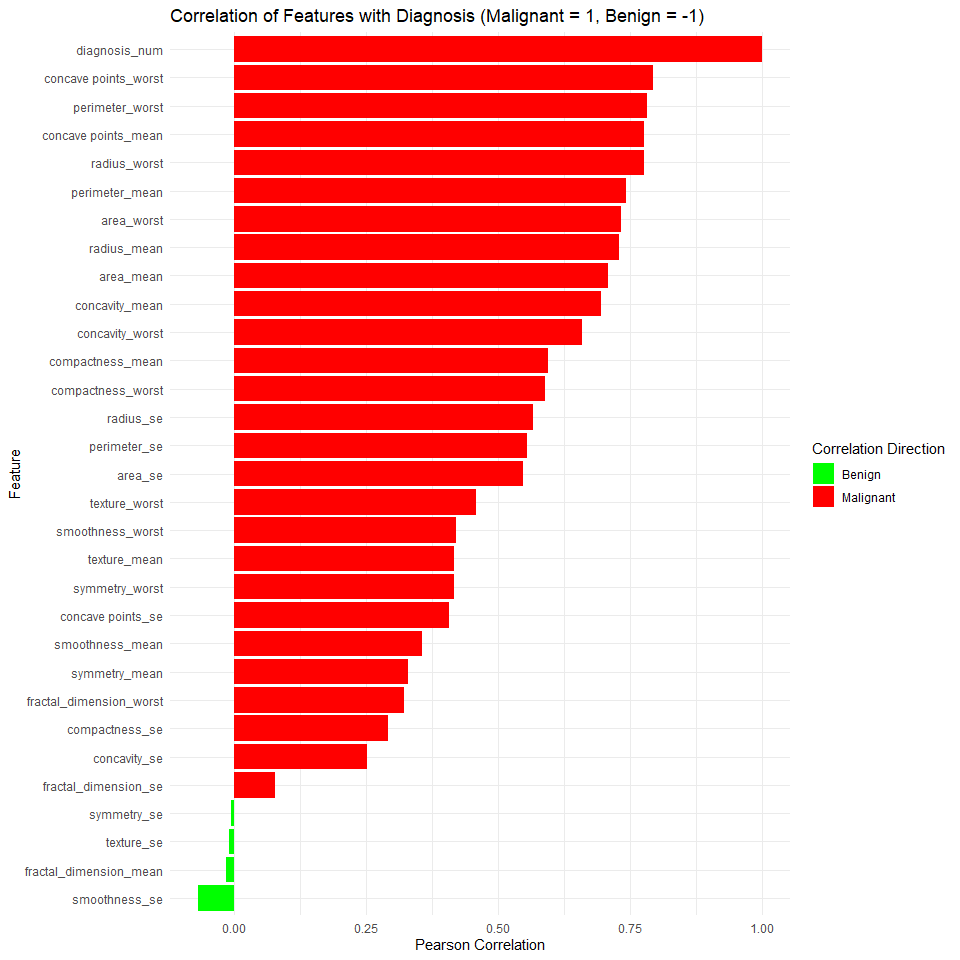 Correlation of Features with Diagnosis (Malignant = 1, Benign = -1)
diagnosis_num
concave points_worst
perimeter_worst
concave points_mean
radius_worst
perimeter_mean
area_worst
radius_mean
area_mean
concavity_mean
concavity_worst
compactness_mean
compactness_worst
radius_se
perimeter_se
area_se
texture_worst
smoothness_worst
texture_mean
symmetry_worst
concave points_se
smoothness_mean
symmetry_mean
fractal_dimension_worst
compactness_se
concavity_se
fractal_dimension_se
symmetry_se
texture_se
fractal_dimension_mean
smoothness_se
Feature
0.00 0.25 0.50 0.75 1.00
Pearson Correlation
Correlation Direction
Benign
Malignant